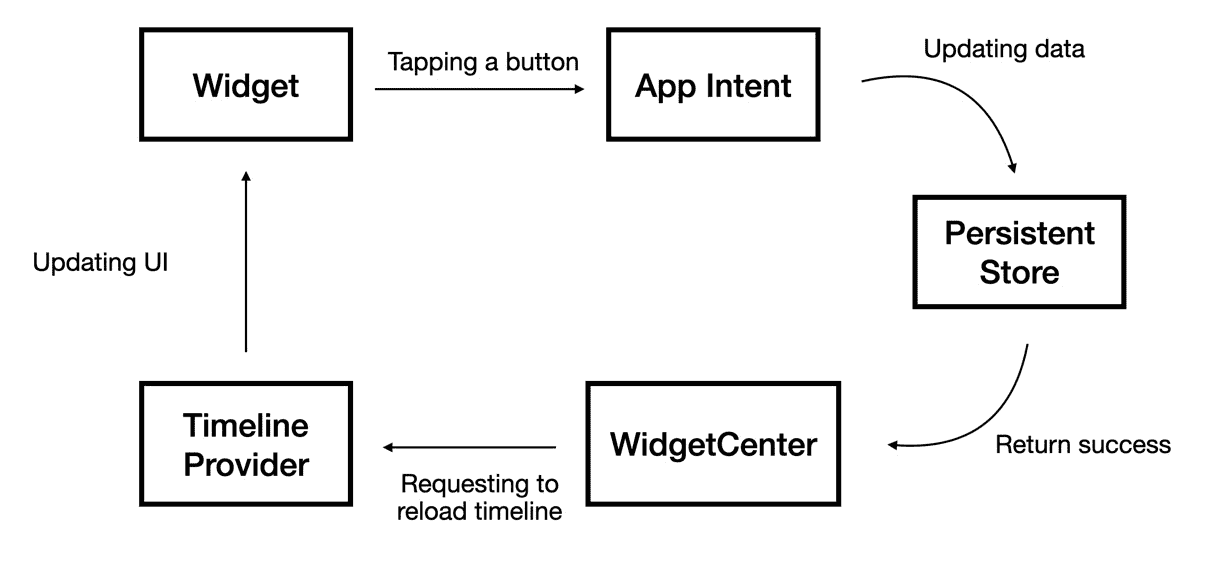 Widget
Tapping a button
App Intent
Updating data
Persistent
Store
Return success
WidgetCenter
Requesting to
reload timeline
Timeline
Provider
Updating UI